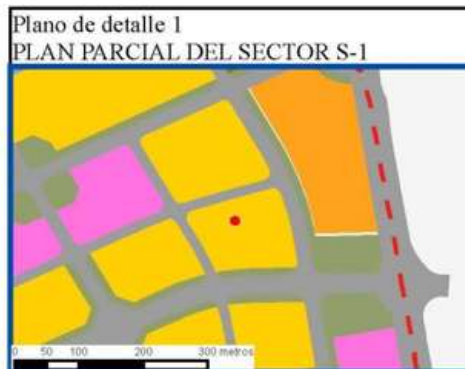 Plano de detalle 1
PLAN PARCIAL DEL SECTOR S-1
0 50 100 200 300 metros